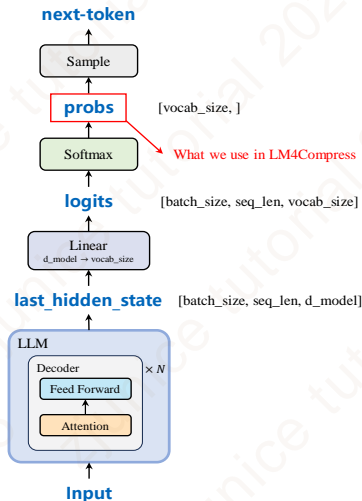 next-token
Sample
probs [vocab_size, ]
Softmax
What we use in LM4Compress
logits [batch_size, seq_len, vocab_size]
Linear
d_model → vocab_size
last_hidden_state [batch_size, seq_len, d_model]
LLM
Decoder × N
Feed Forward
Attention
Input